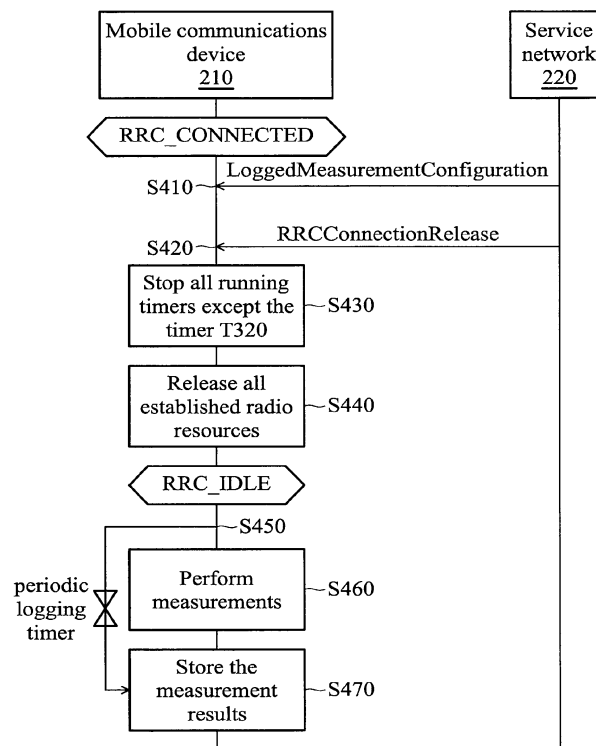 Mobile communications
device
210
Service
network
220
RRC_CONNECTED
LoggedMeasurementConfiguration
S410
RRCConnectionRelease
S420
Stop all running
timers except the
timer T320
S430
Release all
established radio
resources
S440
RRC_IDLE
S450
periodic
logging
timer
Perform
measurements
S460
Store the
measurement
results
S470